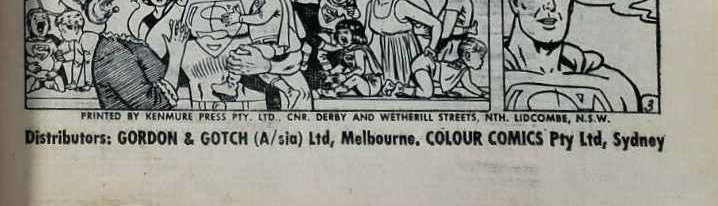 3
PRINTED BY KENMURE PRESS PTY. LTD., CNR. DERBY AND WETHERILL STREETS, NTH. LIDCOMBE, N.S.W.
Distributors: GORDON & GOTCH (A/sia) Ltd, Melbourne. COLOUR COMICS Pty Ltd, Sydney